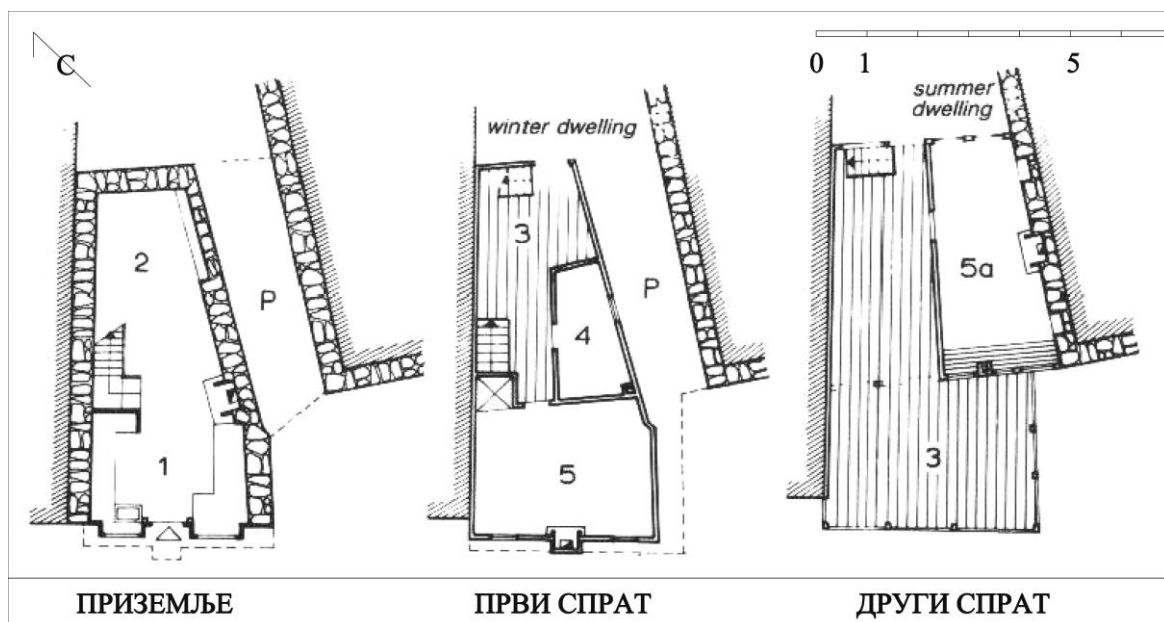 С
0 1 5
winter dwelling
summer
dwelling
2
P
1
3
4
P
5
5a
3
ПРИЗЕМЉЕ
ПРВИ СПРАТ
ДРУГИ СПРАТ